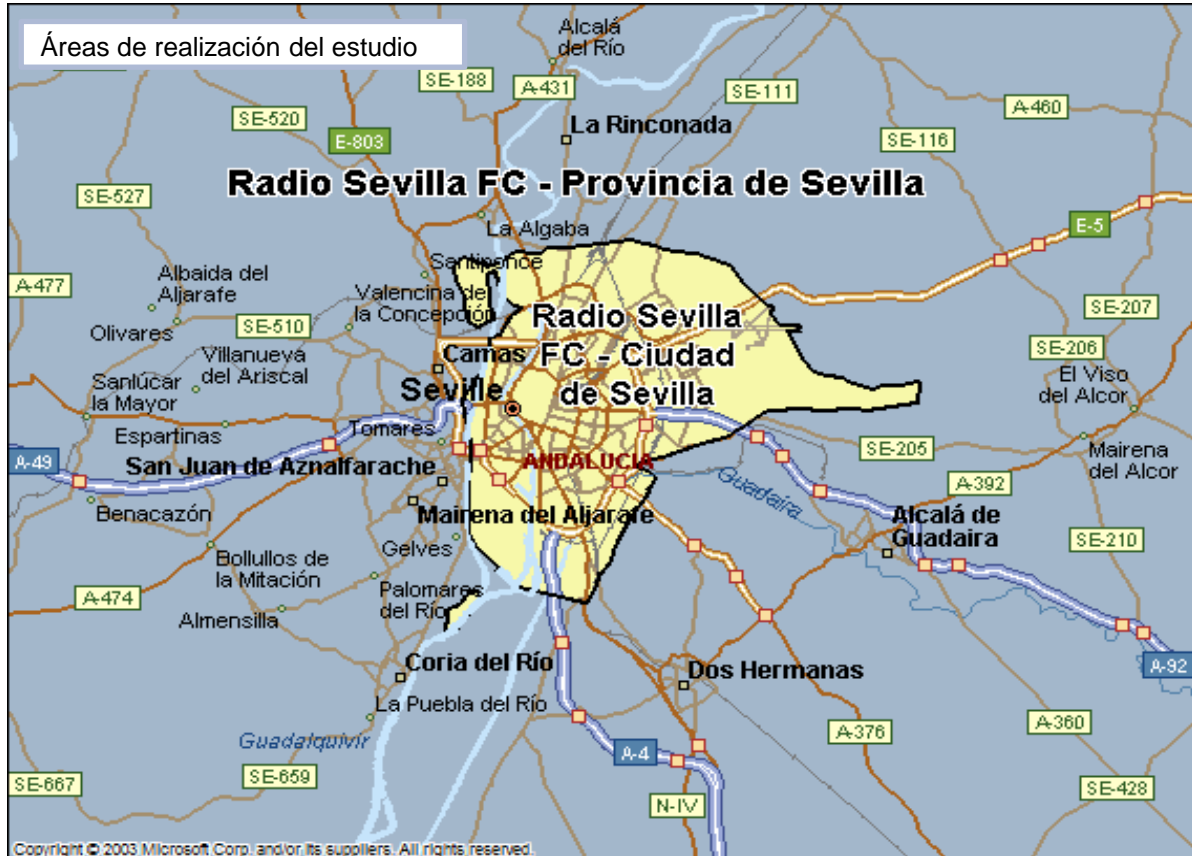 Áreas de realización del estudio
Alcalá
del Río
SE-188
A-431
SE-111
A-460
SE-520
E-803
La Rinconada
SE-116
Radio Sevilla FC - Provincia de Sevilla
SE-527
La Algaba
E-5
Santiponce
A-477
Albaida del
Aljarafe
Valencina de
la Concepción
SE-207
Olivares
SE-510
Radio Sevilla
FC - Ciudad
de Sevilla
Villanueva
del Ariscal
Camas
SE-206
Sanlúcar
la Mayor
Seville
El Viso
del Alcor
Espartinas
Tomares
SE-205
A-49
San Juan de Aznalfarache
ANDALUCIA
Mairena
del Alcor
Guadaira
A-392
Benacazón
Mairena del Aljarafe
Alcalá de
Guadaira
Gelves
SE-210
Bollullos de
la Mitación
A-474
Palomares
del Río
Almensilla
Coria del Río
Dos Hermanas
A-92
La Puebla del Río
Guadalquivir
A-376
A-360
A-4
SE-667
SE-659
SE-428
N-IV
Copyright © 2003 Microsoft Corp. and/or its suppliers. All rights reserved.